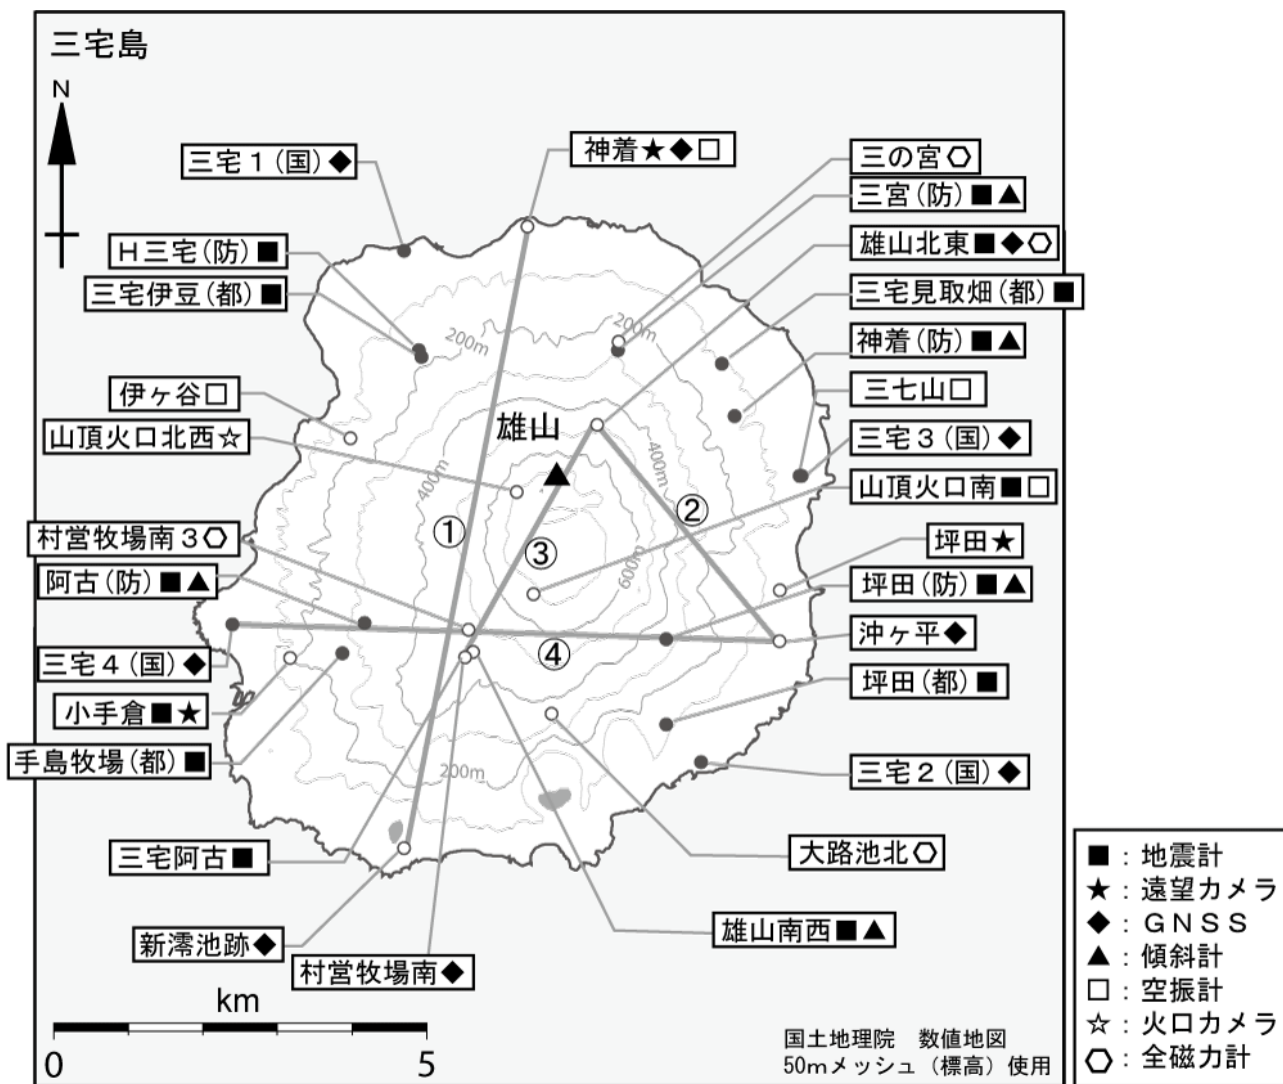 三宅島
N
三宅1(国)◆
神着★◆□
三の宮⬡
三宮(防)■▲
H三宅(防)■
雄山北東■◆⬡
三宅伊豆(都)■
三宅見取畑(都)■
200m
200m
神着(防)■▲
伊ヶ谷□
三七山□
雄山
山頂火口北西☆
三宅3(国)◆
400m
400m
山頂火口南■□
①
②
村営牧場南3⬡
③
坪田★
600m
阿古(防)■▲
坪田(防)■▲
沖ヶ平◆
三宅4(国)◆
④
坪田(都)■
小手倉■★
手島牧場(都)■
200m
三宅2(国)◆
三宅阿古■
大路池北⬡
新澪池跡◆
雄山南西■▲
村営牧場南◆
km
0
5
国土地理院 数値地図
50mメッシュ(標高)使用
■:地震計
★:遠望カメラ
◆:GNSS
▲:傾斜計
□:空振計
☆:火口カメラ
⬡:全磁力計